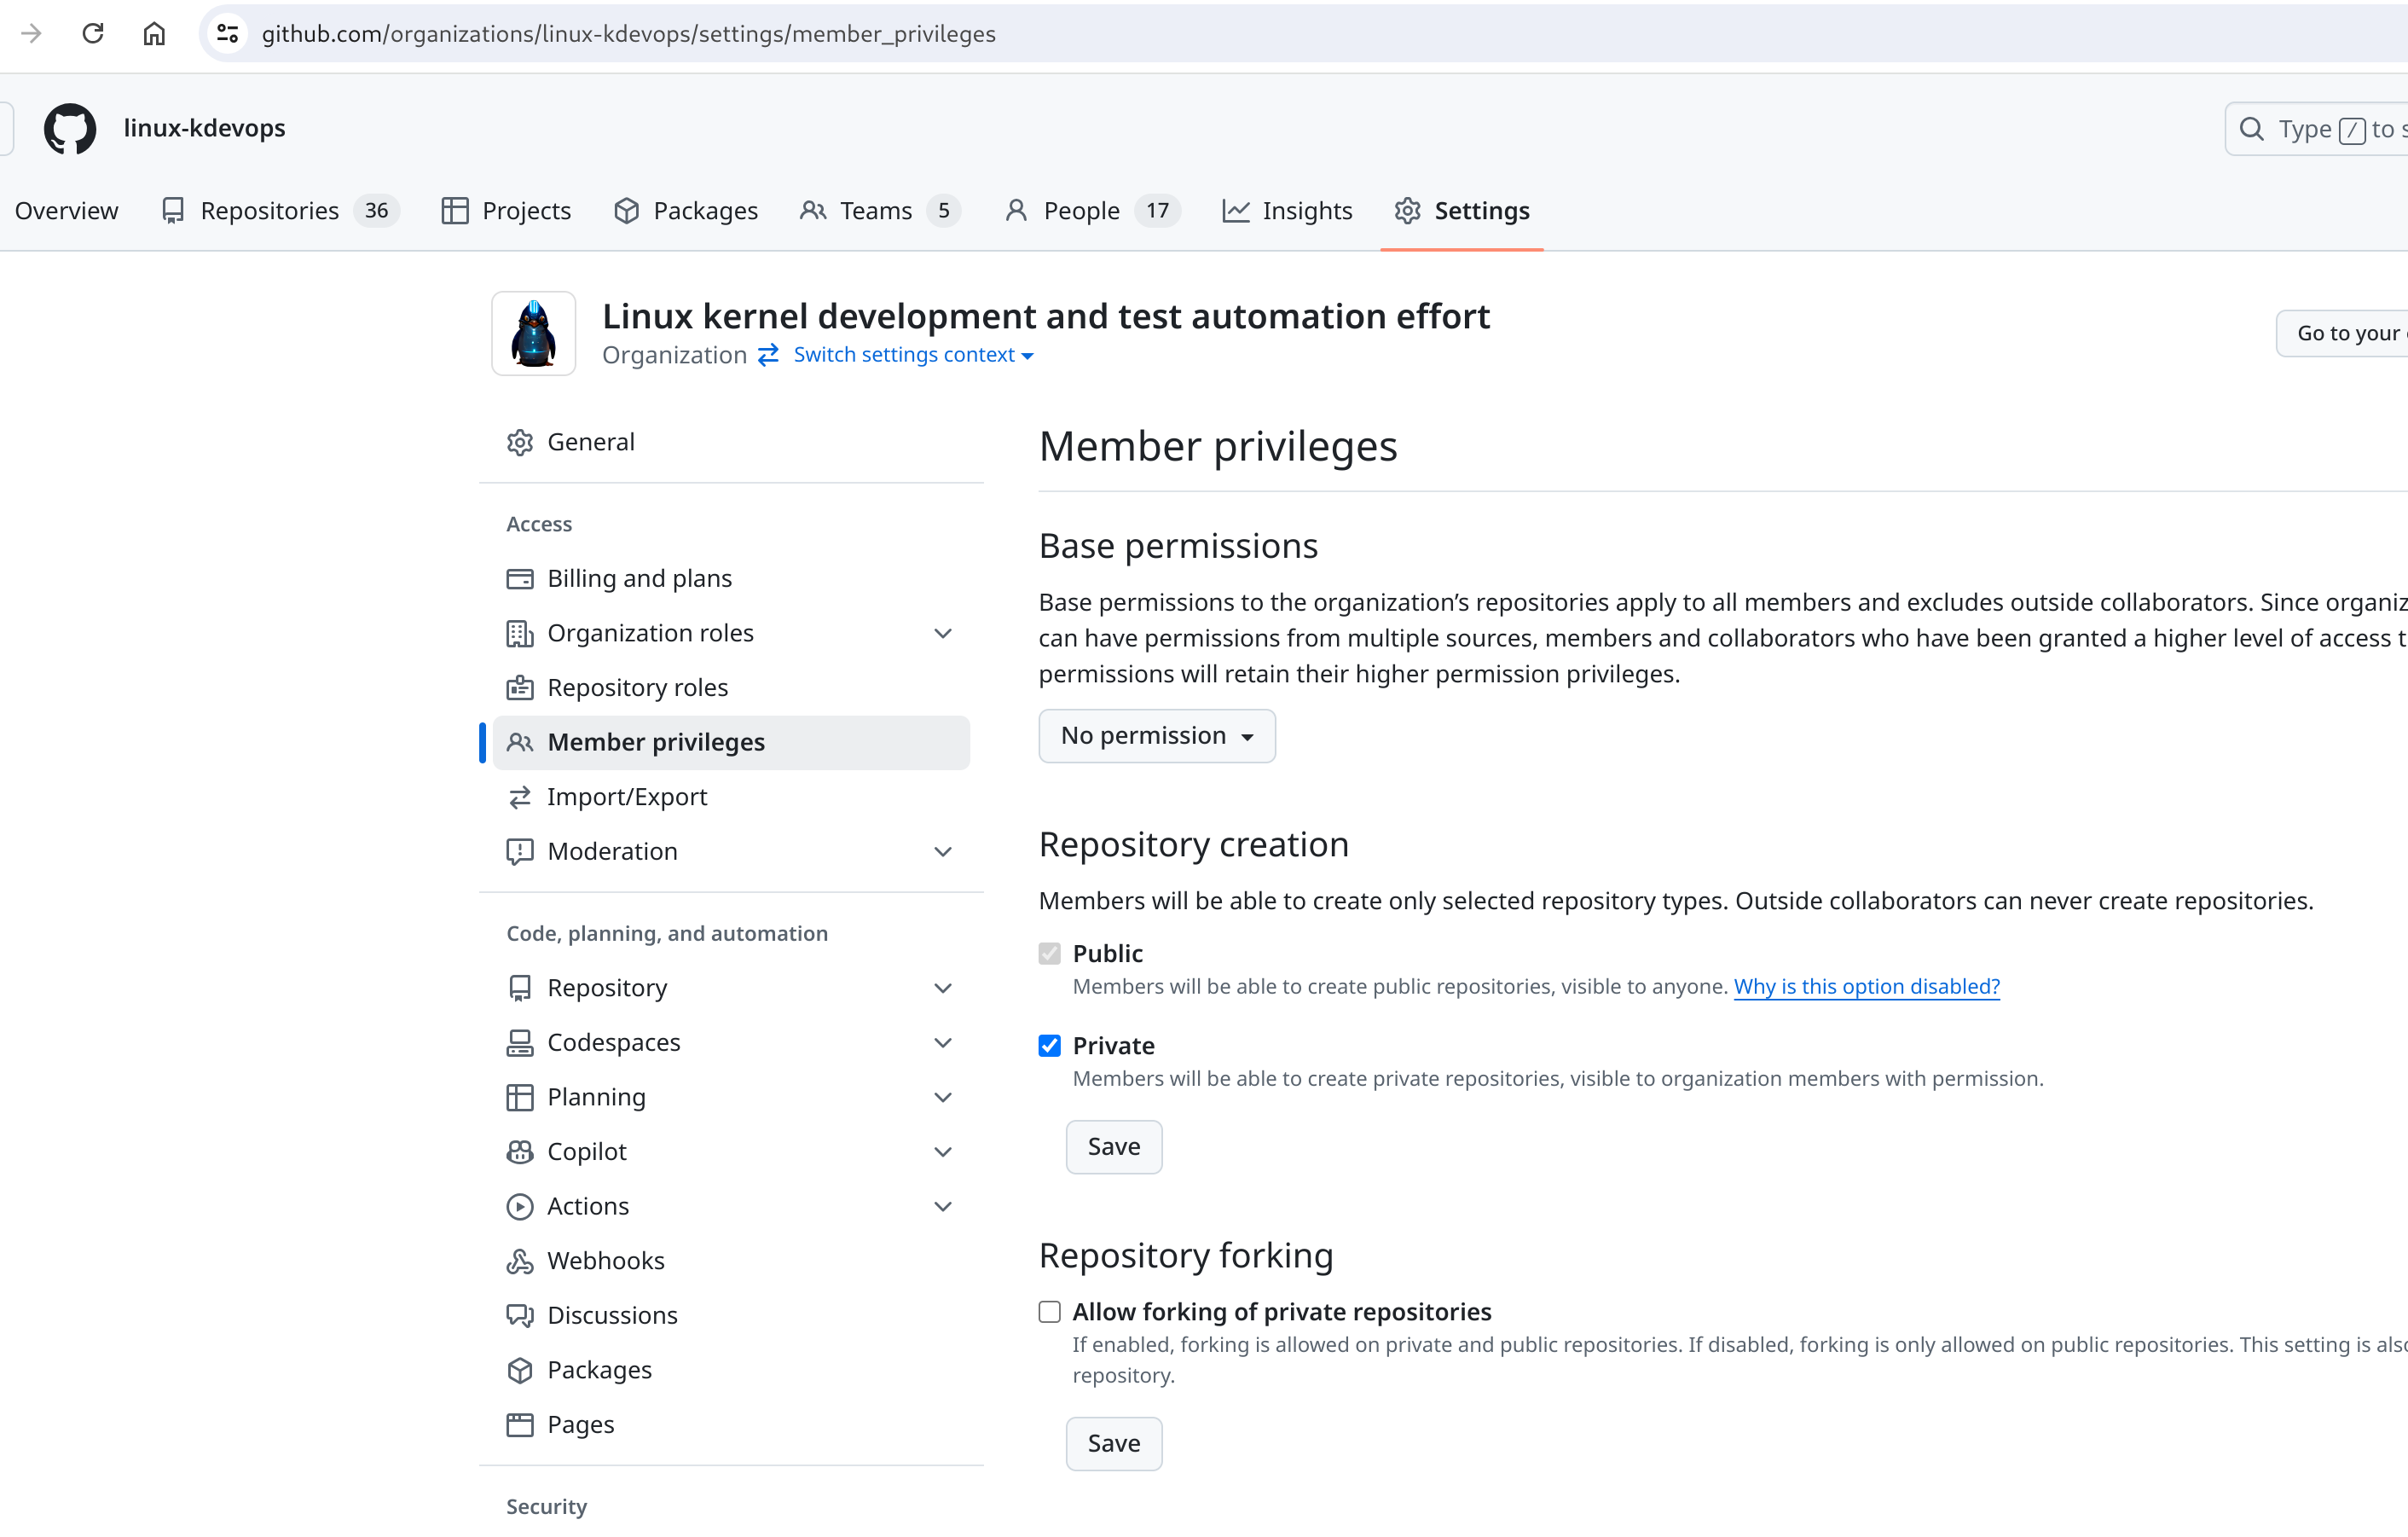 github.com/organizations/linux-kdevops/settings/member_privileges
linux-kdevops
Type / to s
Overview Repositories 36 Projects Packages Teams 5 People 17 Insights Settings
Linux kernel development and test automation effort
Organization Switch settings context
Go to your
General
Access
Billing and plans
Organization roles
Repository roles
Member privileges
Import/Export
Moderation
Code, planning, and automation
Repository
Codespaces
Planning
Copilot
Actions
Webhooks
Discussions
Packages
Pages
Security
Member privileges
Base permissions
Base permissions to the organization’s repositories apply to all members and excludes outside collaborators. Since organiz
can have permissions from multiple sources, members and collaborators who have been granted a higher level of access t
permissions will retain their higher permission privileges.
No permission
Repository creation
Members will be able to create only selected repository types. Outside collaborators can never create repositories.
Public
Members will be able to create public repositories, visible to anyone. Why is this option disabled?
Private
Members will be able to create private repositories, visible to organization members with permission.
Save
Repository forking
Allow forking of private repositories
If enabled, forking is allowed on private and public repositories. If disabled, forking is only allowed on public repositories. This setting is als
repository.
Save